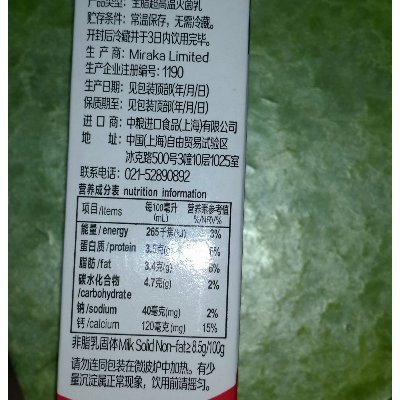 产品类型：全脂超高温灭菌乳
贮存条件：常温保存，无需冷藏。
开封后冷藏并于3日内饮用完毕。
生 产 商：Miraka Limited
生产企业注册编号：1190
生产日期：见包装顶部(年/月/日)
保质期至：见包装顶部(年/月/日)
进 口 商：中粮进口食品(上海)有限公司
地 址：中国(上海)自由贸易试验区
冰克路500号3幢10层1025室
联系电话：021-52890892
营养成分表 nutrition information
项目/Items 每100毫升(mL) 营养素参考值%/NRV%
能量/energy 265千焦(kJ) 3%
蛋白质/protein (g)
脂肪/fat 3.4克(g) 6%
碳水化合物/carbohydrate 4.7克(g) 2%
钠/sodium 40毫克(mg) 2%
钙/calcium 120毫克(mg) 15%
非脂乳固体Milk Solid Non-fat≥8.5g/100g
请勿连同包装在微波炉中加热。有少
量沉淀属正常现象，饮用前请摇匀。